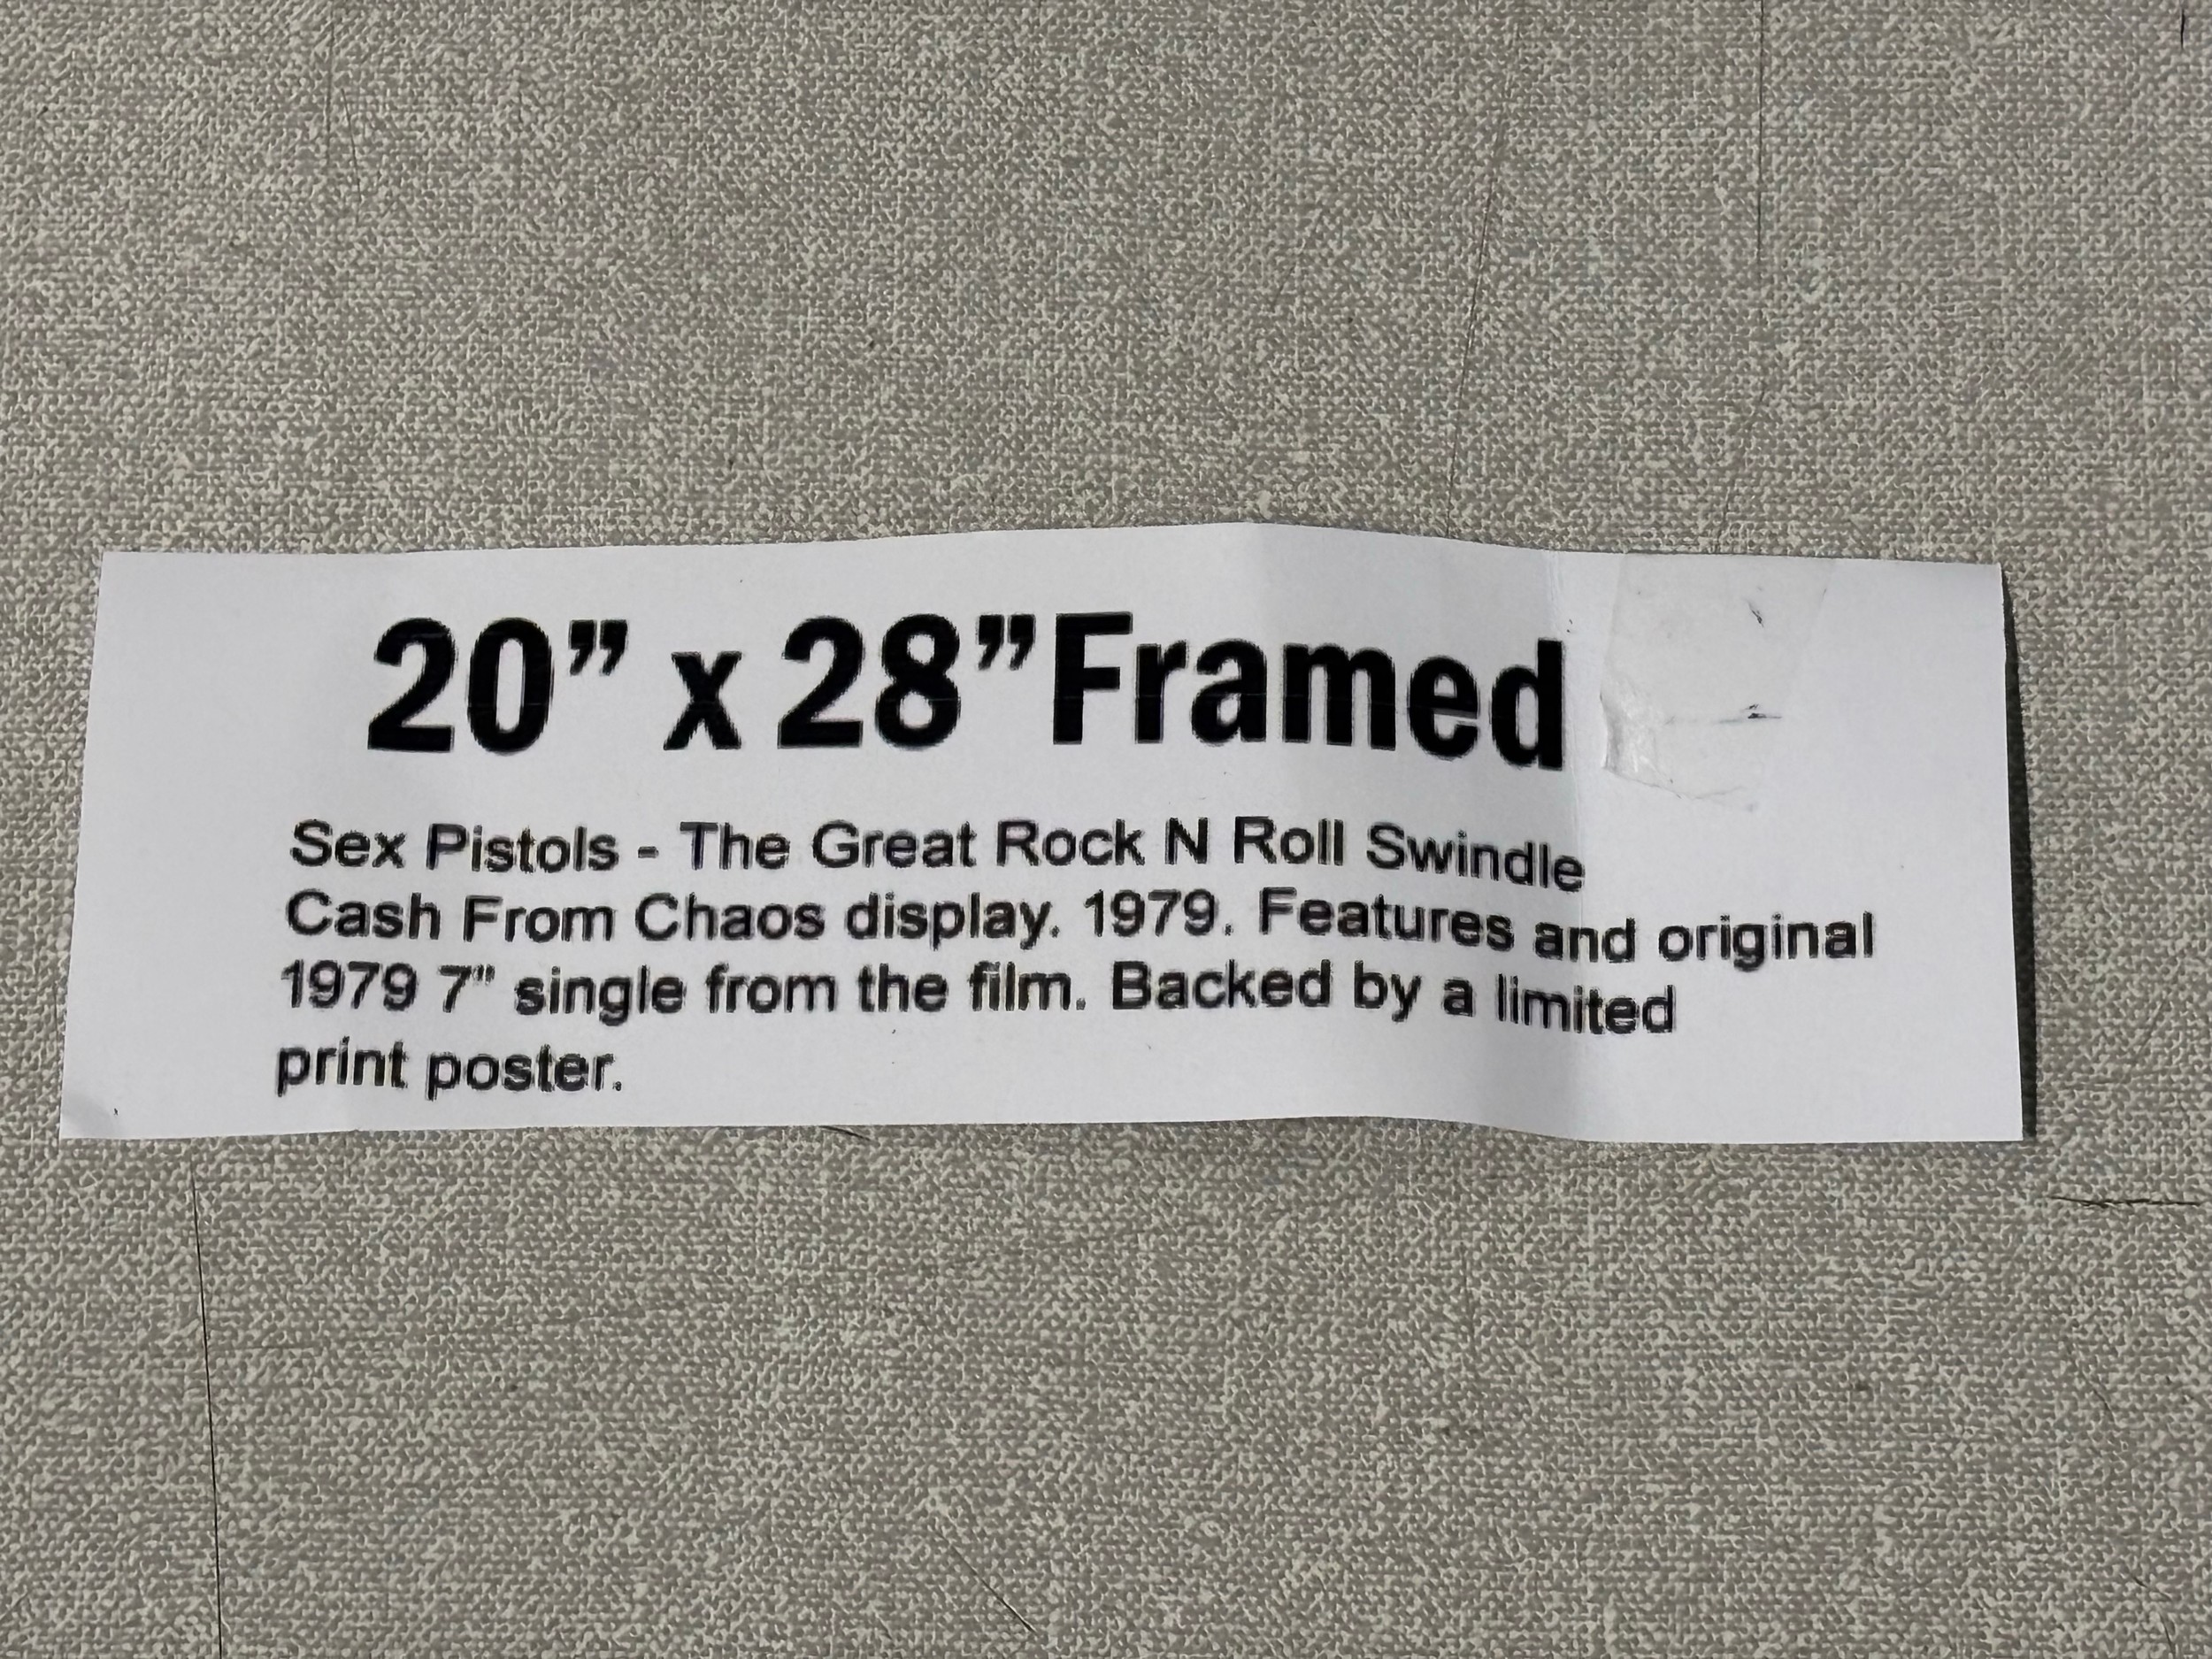 20” x 28” Framed
Sex Pistols - The Great Rock N Roll Swindle
Cash From Chaos display. 1979. Features and original
1979 7" single from the film. Backed by a limited
print poster.